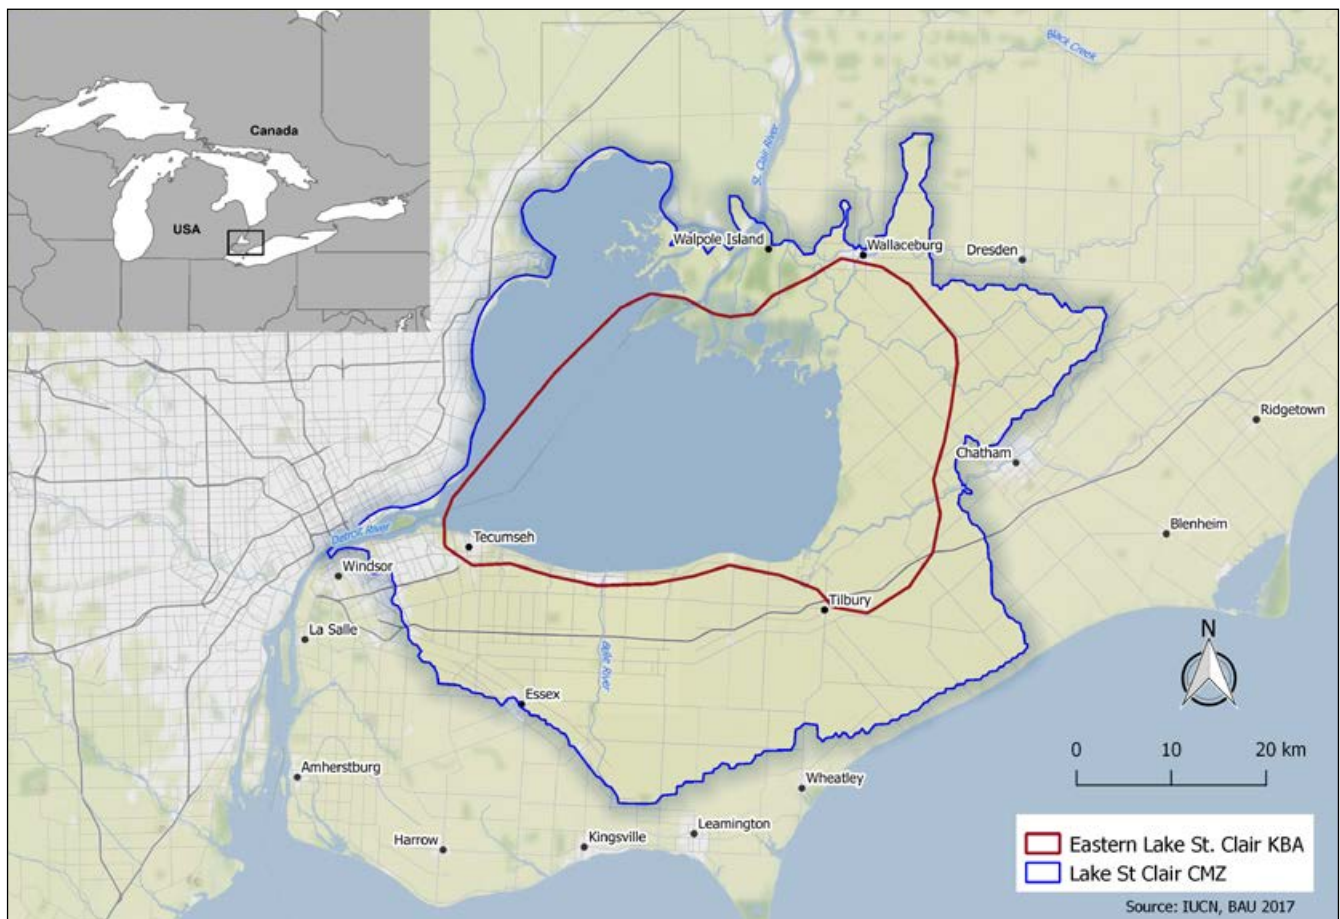 Canada
USA
Black Creek
St. Clair River
Walpole Island
Wallaceburg
Dresden
Ridgetown
Chatham
Blenheim
Detroit River
Tecumseh
Windsor
Tilbury
La Salle
Belle River
Essex
N
0 10 20 km
Amherstburg
Wheatley
Harrow
Kingsville
Leamington
Eastern Lake St. Clair KBA
Lake St Clair CMZ
Source: IUCN, BAU 2017